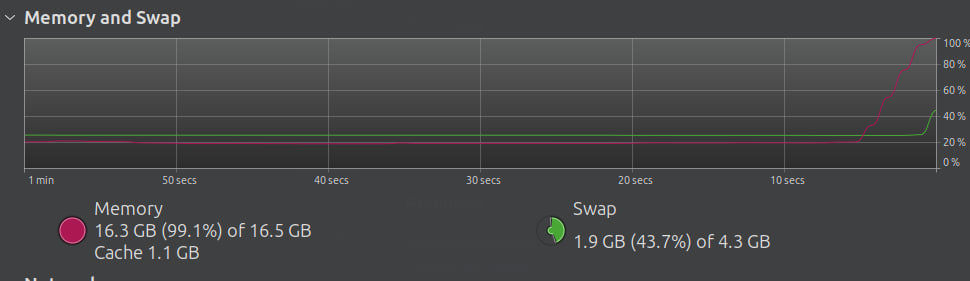 Memory and Swap
100 %
80 %
60 %
40 %
20 %
0 %
1 min
50 secs
40 secs
30 secs
20 secs
10 secs
Memory
16.3 GB (99.1%) of 16.5 GB
Cache 1.1 GB
Swap
1.9 GB (43.7%) of 4.3 GB